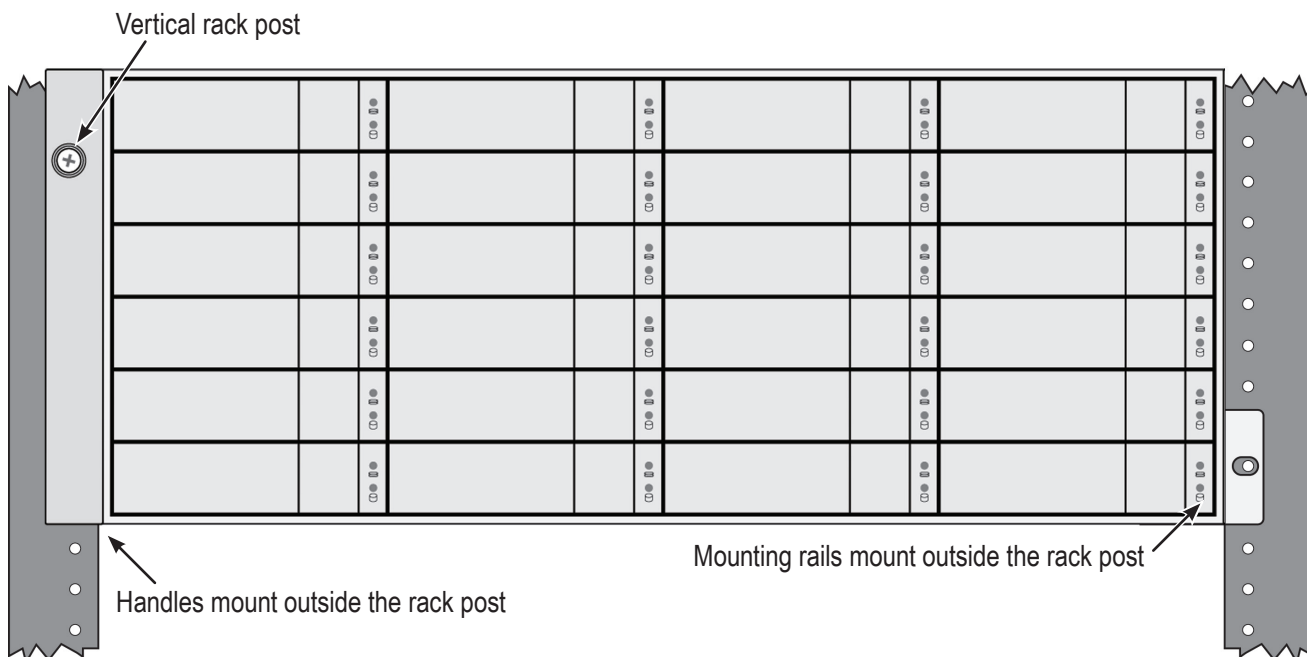 Vertical rack post
Mounting rails mount outside the rack post
Handles mount outside the rack post